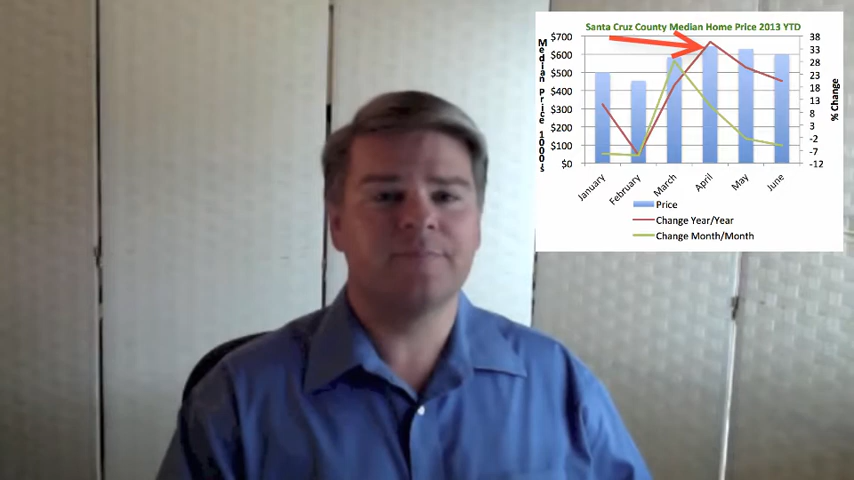 Santa Cruz County Median Home Price 2013 YTD
Median Price 1000's
$700
$600
$500
$400
$300
$200
$100
$0
38
33
28
23
18
13
8
3
-2
-7
-12
% Change
January
February
March
April
May
June
Price
Change Year/Year
Change Month/Month